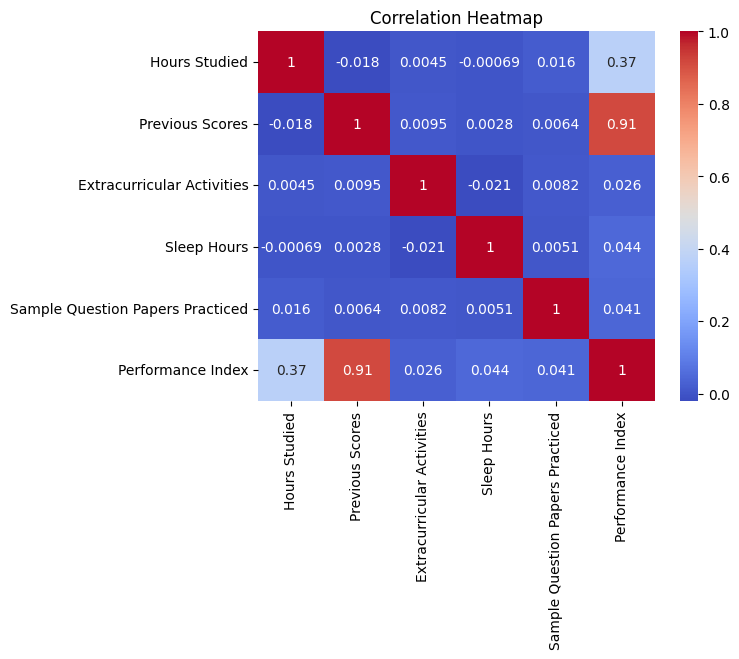 Correlation Heatmap
Hours Studied 1 -0.018 0.0045 -0.00069 0.016 0.37
Previous Scores -0.018 1 0.0095 0.0028 0.0064 0.91
Extracurricular Activities 0.0045 0.0095 1 -0.021 0.0082 0.026
Sleep Hours -0.00069 0.0028 -0.021 1 0.0051 0.044
Sample Question Papers Practiced 0.016 0.0064 0.0082 0.0051 1 0.041
Performance Index 0.37 0.91 0.026 0.044 0.041 1
Hours Studied
Previous Scores
Extracurricular Activities
Sleep Hours
Sample Question Papers Practiced
Performance Index
1.0
0.8
0.6
0.4
0.2
0.0